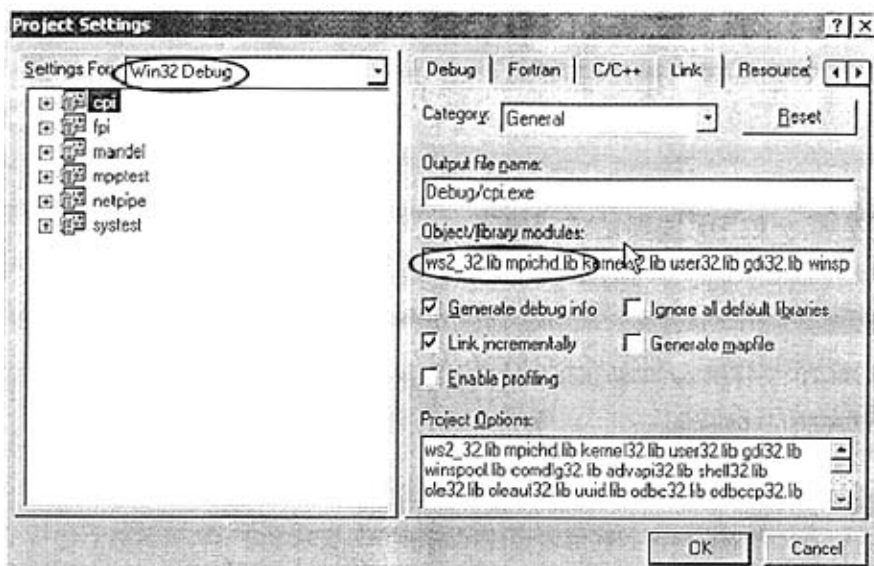 Project Settings
Settings For: Win32 Debug
cpi
fpi
mandel
mpptest
netpipe
systest
Debug Fortran C/C++ Link Resource
Category: General Reset
Output file name:
Debug/cpi.exe
Object/library modules:
ws2_32.lib mpichd.lib kernel32.lib user32.lib gdi32.lib winsp
Generate debug info Ignore all default libraries
Link incrementally Generate mapfile
Enable profiling
Project Options:
ws2_32.lib mpichd.lib kernel32.lib user32.lib gdi32.lib
winspool.lib comdlg32.lib advapi32.lib shell32.lib
ole32.lib oleaut32.lib uuid.lib odbc32.lib odbccp32.lib
OK Cancel